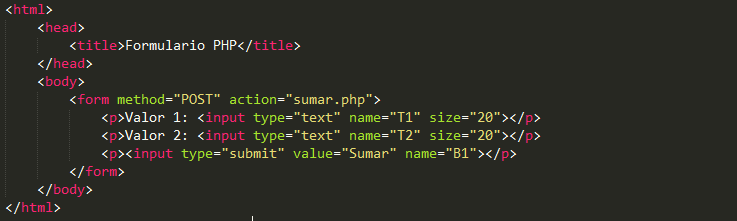 <html>
<head>
<title>Formulario PHP</title>
</head>
<body>
<form method="POST" action="sumar.php">
<p>Valor 1: <input type="text" name="T1" size="20"></p>
<p>Valor 2: <input type="text" name="T2" size="20"></p>
<p><input type="submit" value="Sumar" name="B1"></p>
</form>
</body>
</html>